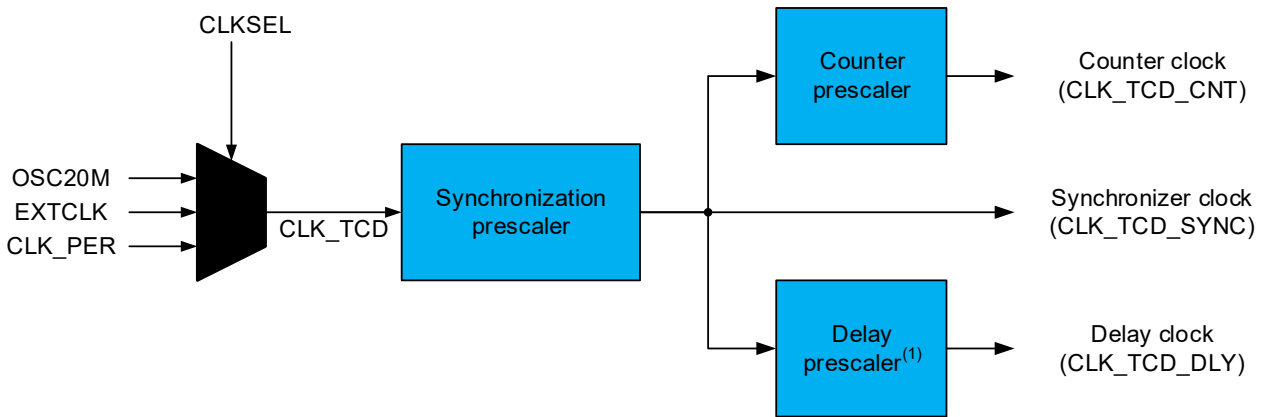 CLKSEL
OSC20M
EXTCLK
CLK_PER
CLK_TCD
Synchronization
prescaler
Counter
prescaler
Counter clock
(CLK_TCD_CNT)
Synchronizer clock
(CLK_TCD_SYNC)
Delay
prescaler(1)
Delay clock
(CLK_TCD_DLY)